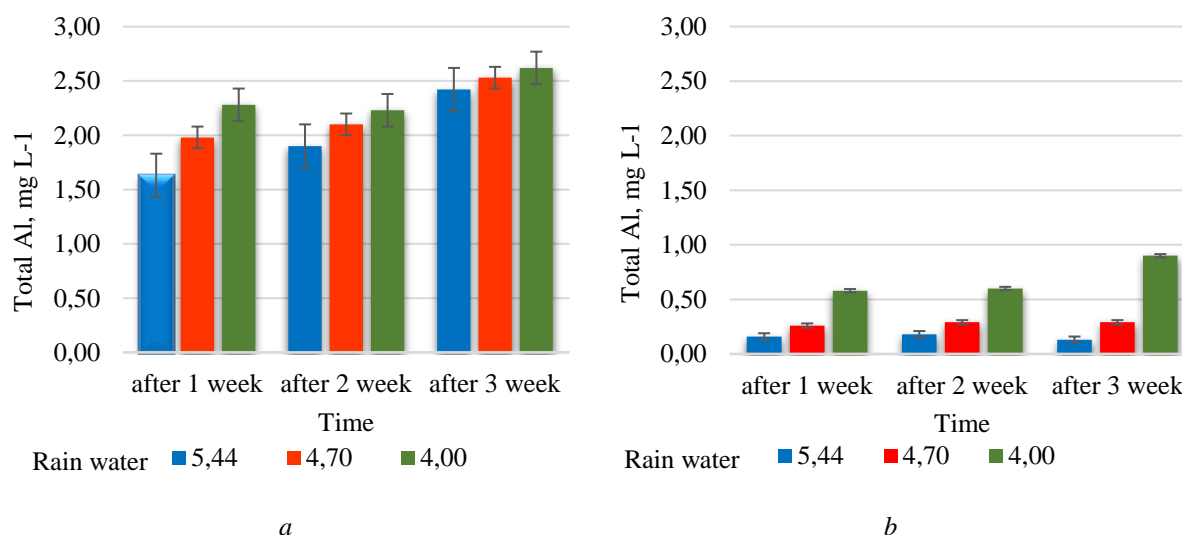 3,00
2,50
2,00
1,50
1,00
0,50
0,00
Total Al, mg L-1
after 1 week after 2 week after 3 week
Time
Rain water 5,44 4,70 4,00
a
3,00
2,50
2,00
1,50
1,00
0,50
0,00
Total Al, mg L-1
after 1 week after 2 week after 3 week
Time
Rain water 5,44 4,70 4,00
b